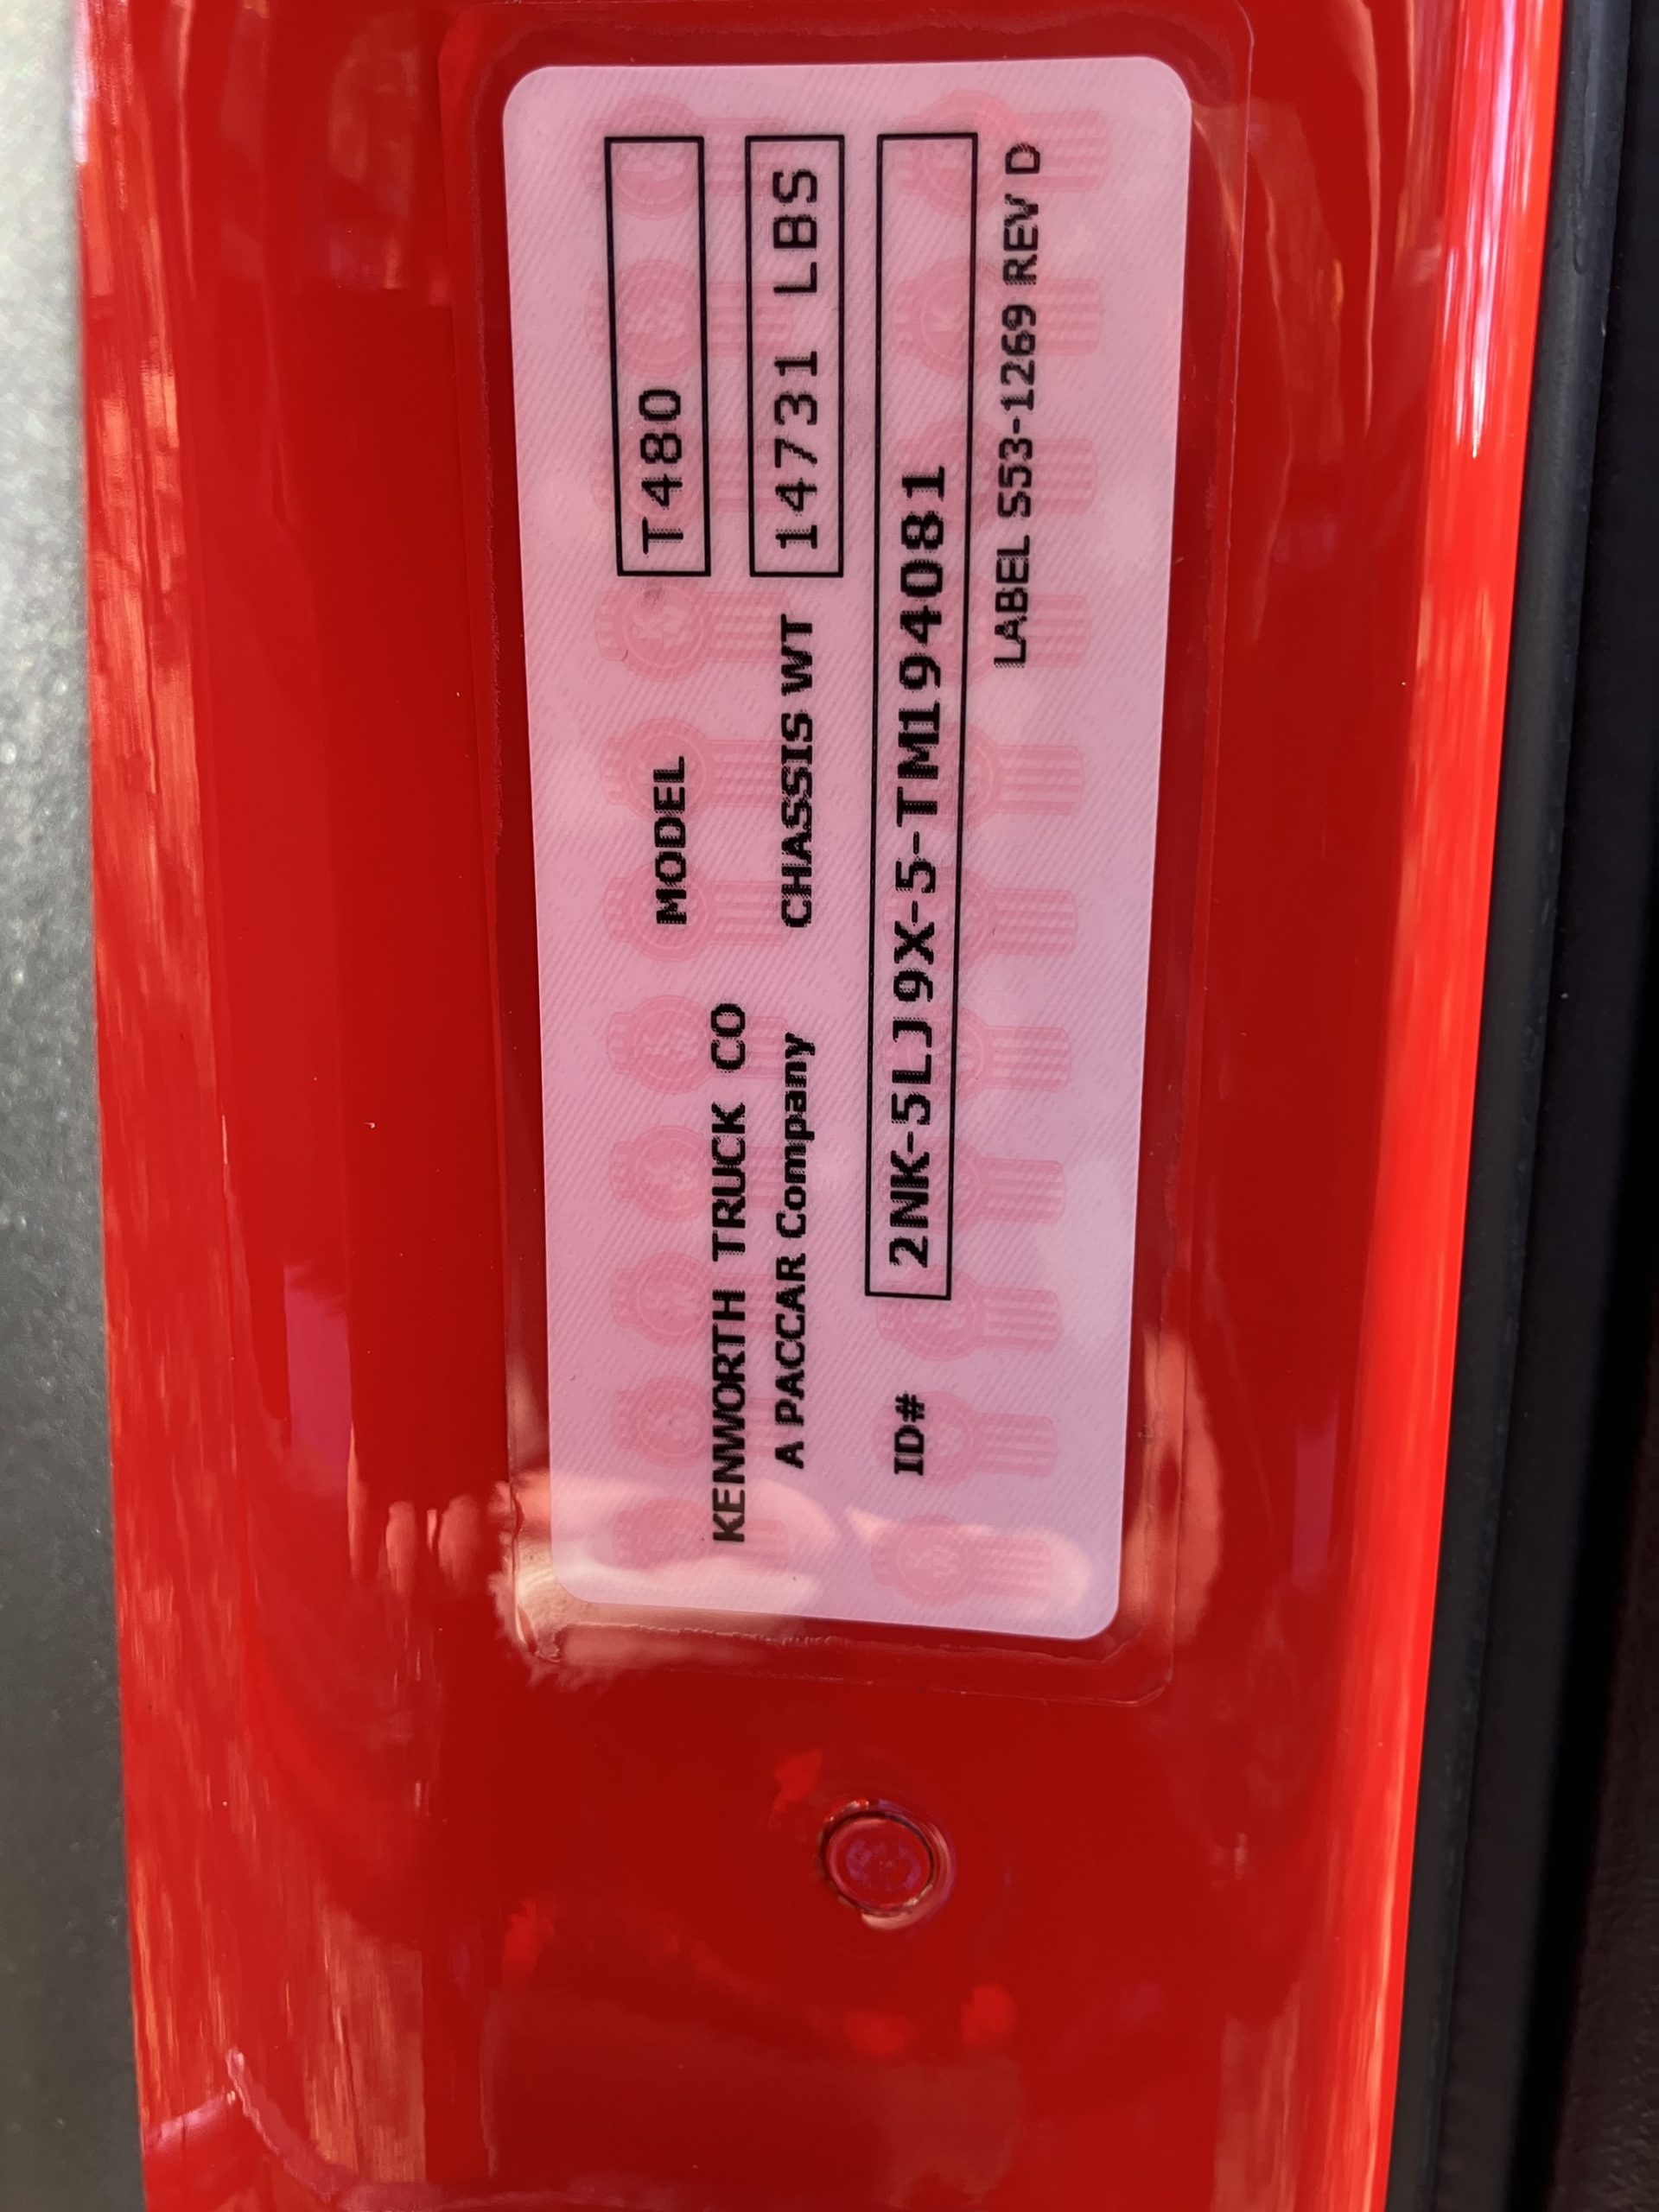 MODEL T480
KENWORTH TRUCK CO
A PACCAR Company
CHASSIS WT 14731 LBS
ID# 2NK-5LJ9X-5-TM194081
LABEL S53-1269 REV D